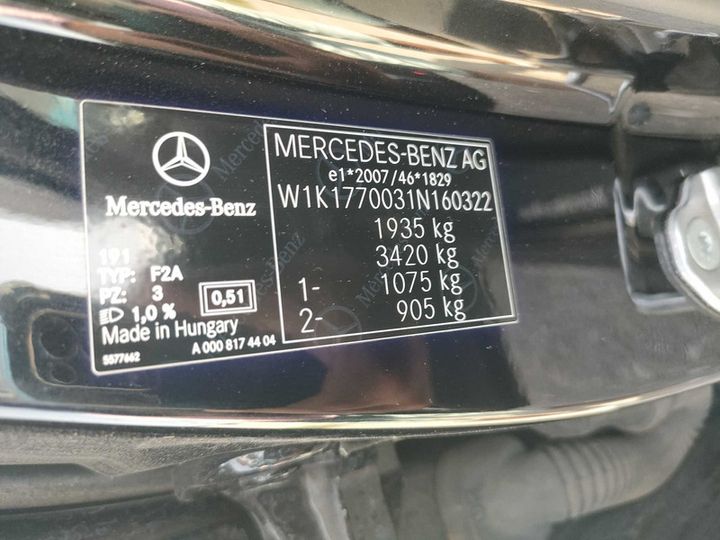 Mercedes-Benz
191
TYP: F2A
PZ: 3
1,0 %
0,51
Made in Hungary
5577662
A 000 817 44 04
MERCEDES-BENZ AG
e1*2007/46*1829
W1K1770031N160322
1935 kg
3420 kg
1- 1075 kg
2- 905 kg